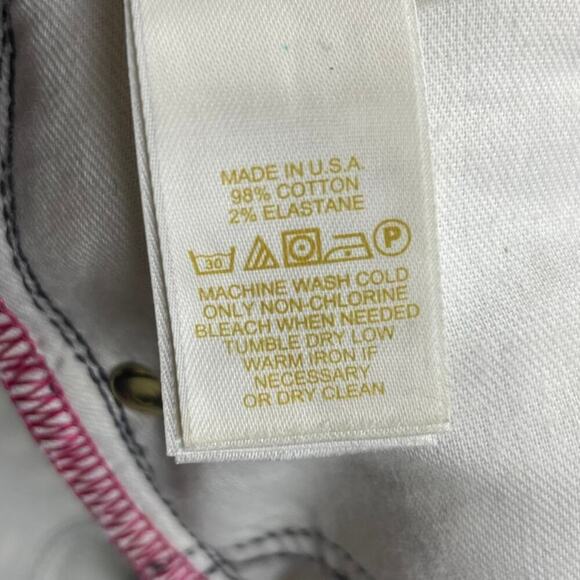 MADE IN U.S.A.
98% COTTON
2% ELASTANE
30 P
MACHINE WASH COLD
ONLY NON-CHLORINE
BLEACH WHEN NEEDED
TUMBLE DRY LOW
WARM IRON IF
NECESSARY
OR DRY CLEAN